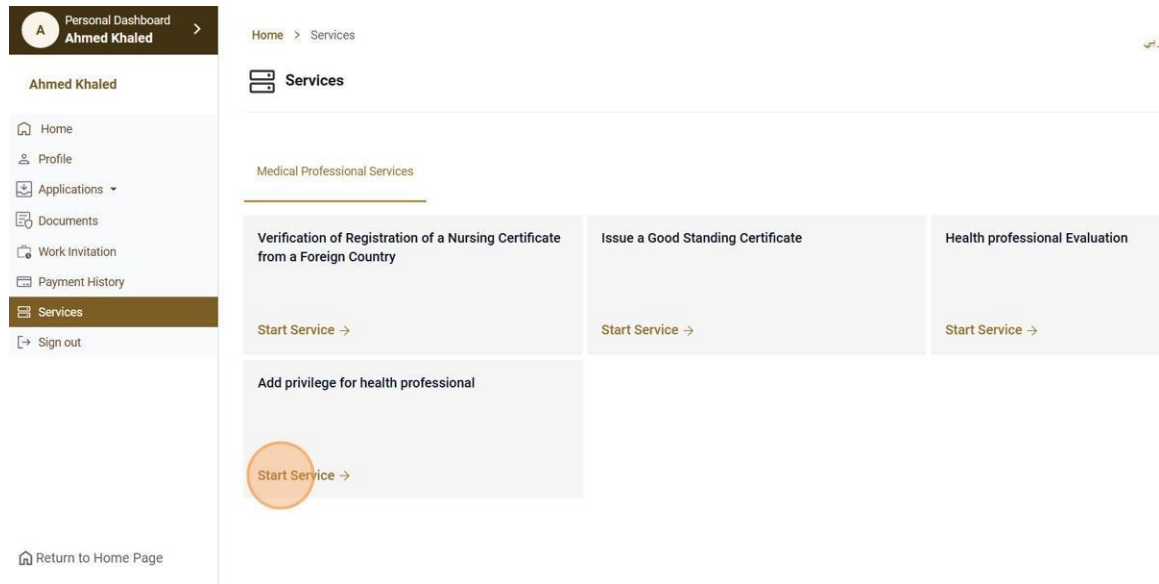 A
Personal Dashboard
Ahmed Khaled
Ahmed Khaled
Home
Profile
Applications
Documents
Work Invitation
Payment History
Services
Sign out
Return to Home Page
Home > Services
Services
Medical Professional Services
Verification of Registration of a Nursing Certificate
from a Foreign Country
Start Service →
Issue a Good Standing Certificate
Start Service →
Health professional Evaluation
Start Service →
Add privilege for health professional
Start Service →